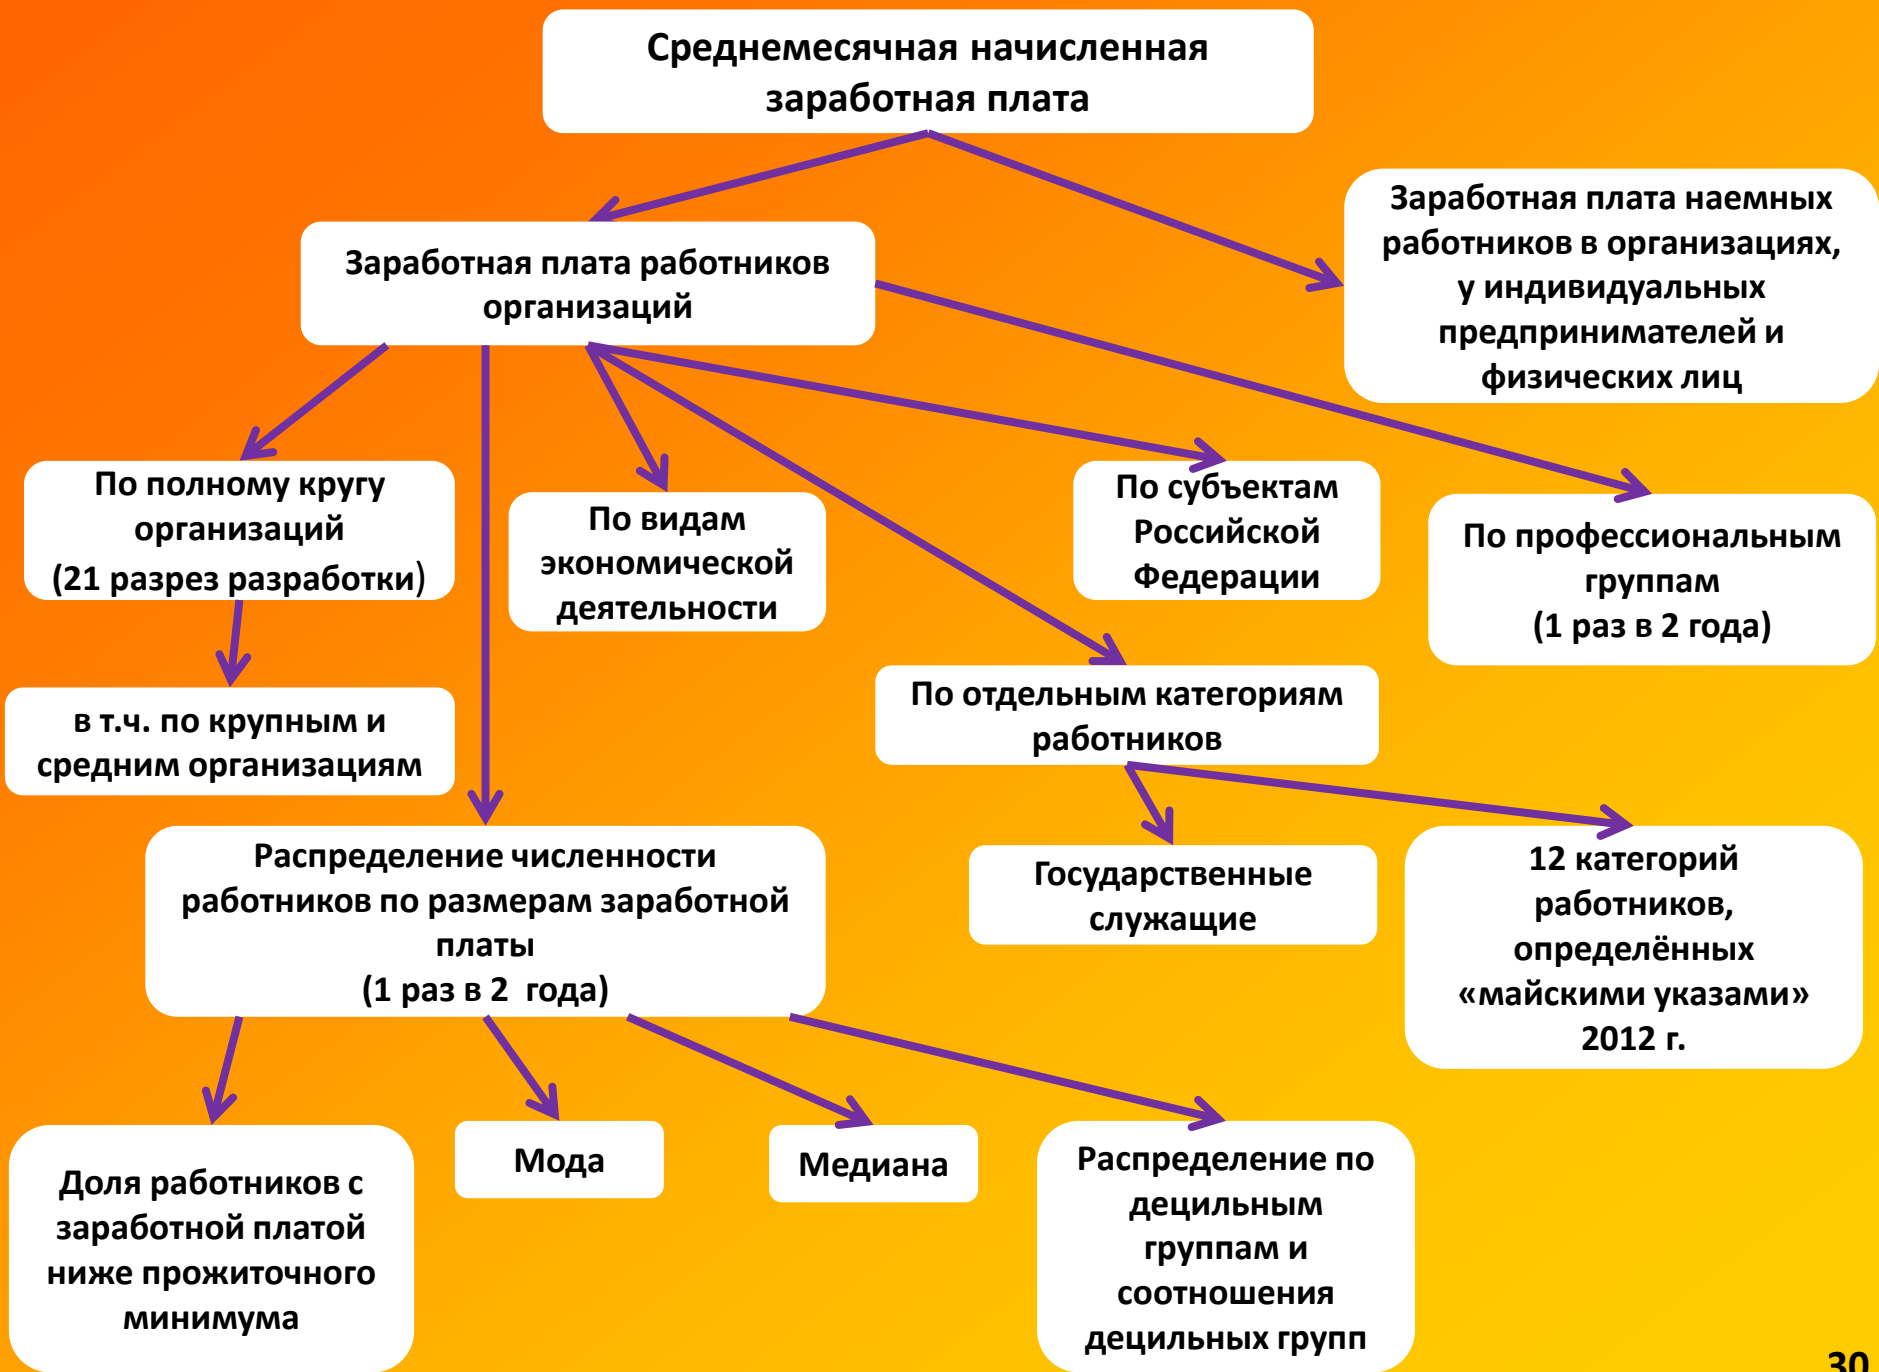 Среднемесячная начисленная
заработная плата
Заработная плата наемных
работников в организациях,
у индивидуальных
предпринимателей и
физических лиц
Заработная плата работников
организаций
По полному кругу
организаций
(21 разрез разработки)
По видам
экономической
деятельности
По субъектам
Российской
Федерации
По профессиональным
группам
(1 раз в 2 года)
в т.ч. по крупным и
средним организациям
По отдельным категориям
работников
Распределение численности
работников по размерам заработной
платы
(1 раз в 2 года)
Государственные
служащие
12 категорий
работников,
определённых
«майскими указами»
2012 г.
Доля работников с
заработной платой
ниже прожиточного
минимума
Мода
Медиана
Распределение по
децильным
группам и
соотношения
децильных групп
30